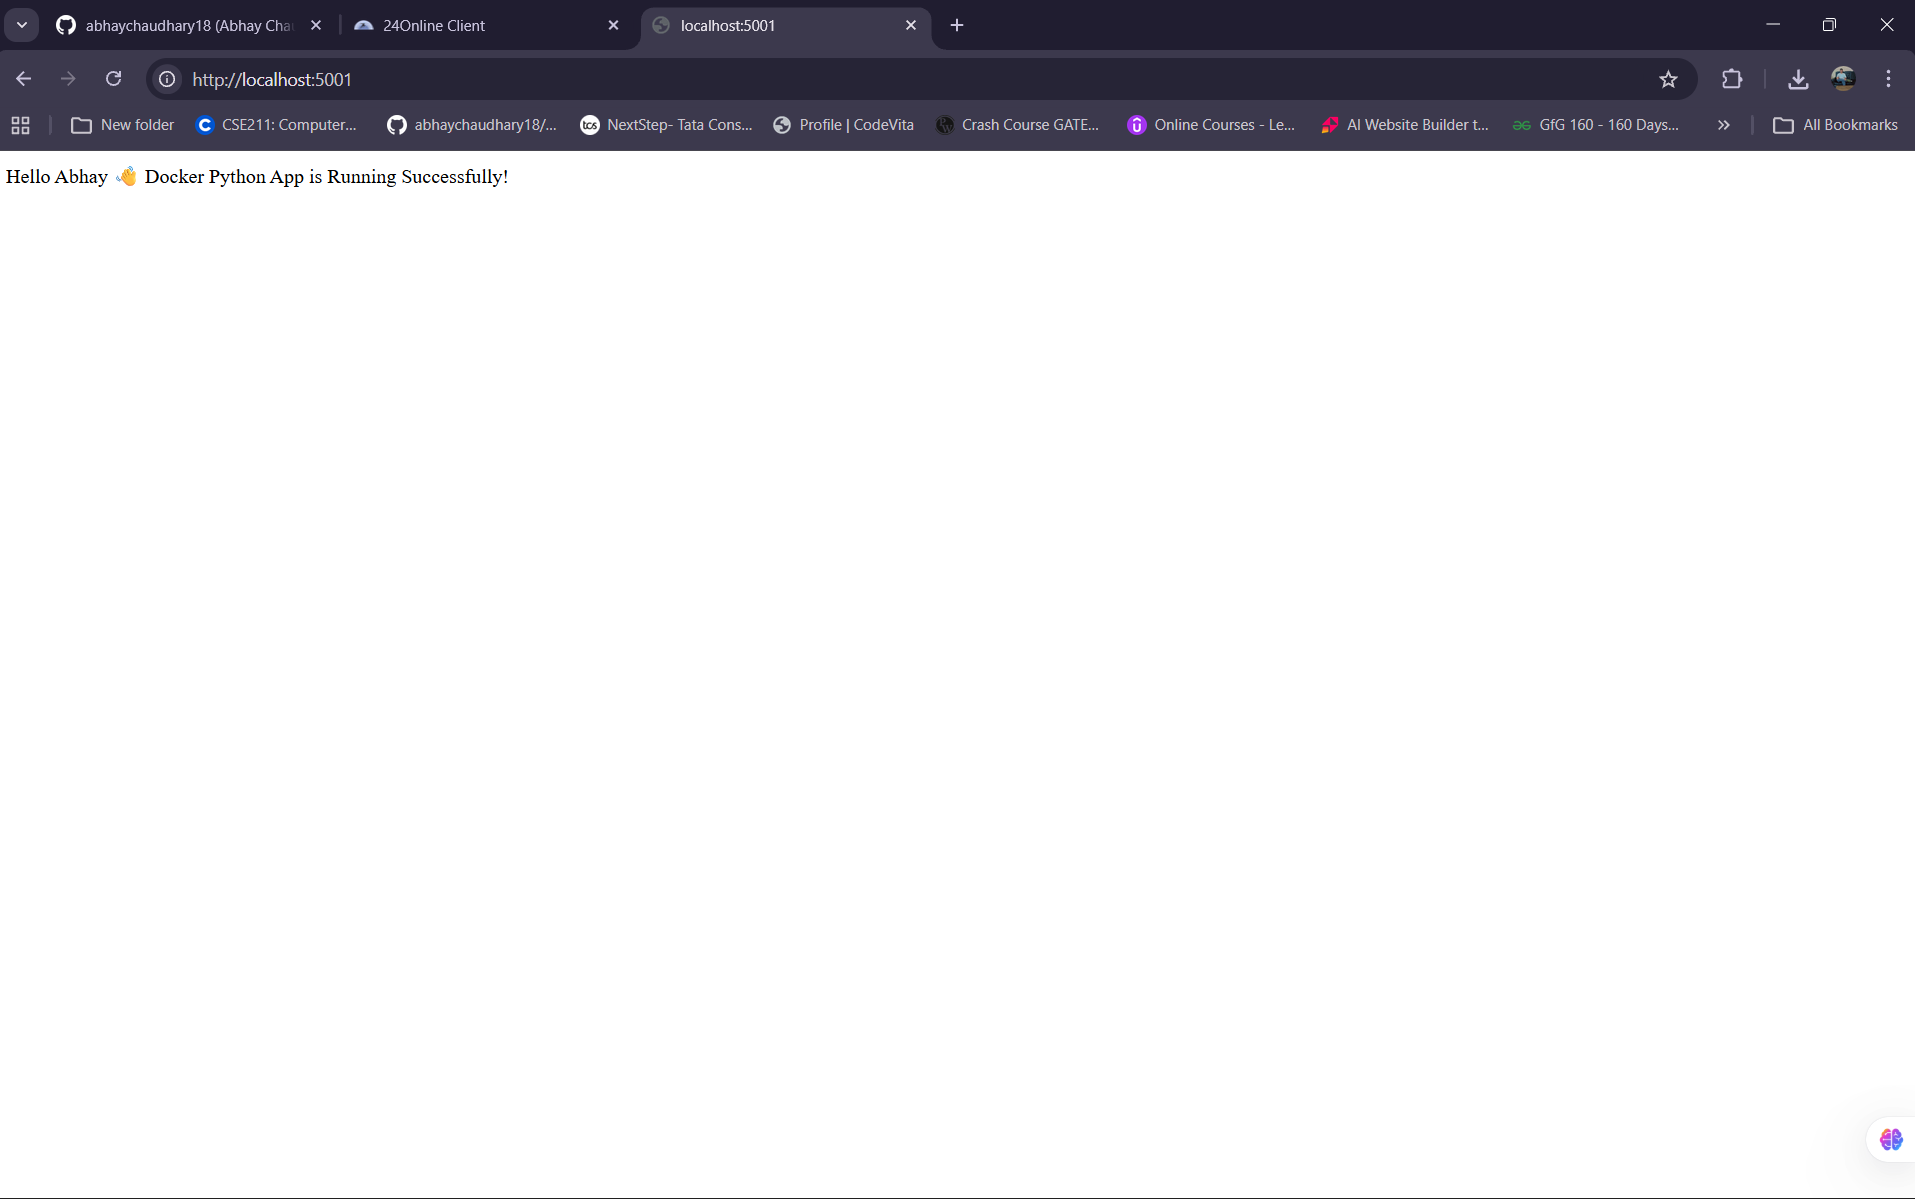 abhaychaudhary18 (Abhay Cha
24Online Client
localhost:5001
http://localhost:5001
New folder
CSE211: Computer...
abhaychaudhary18/...
tcs
NextStep- Tata Cons...
Profile | CodeVita
Crash Course GATE...
Online Courses - Le...
AI Website Builder t...
GfG 160 - 160 Days...
All Bookmarks
Hello Abhay 👋 Docker Python App is Running Successfully!